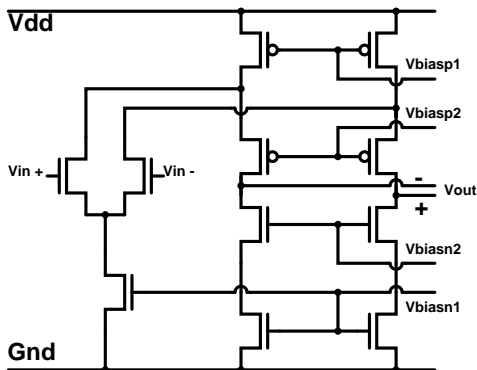 Vdd
Vbiasp1
Vbiasp2
Vin +
Vin -
-
Vout
+
Vbiasn2
Vbiasn1
Gnd